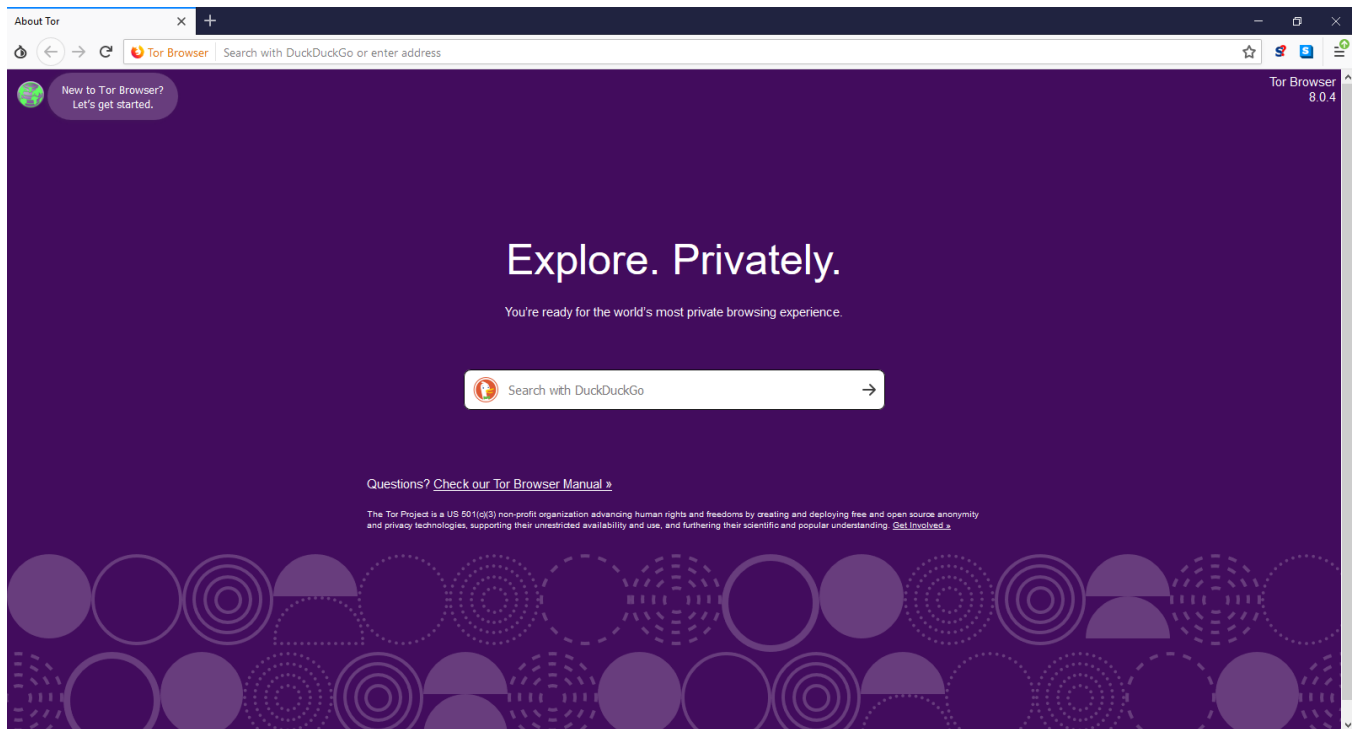 About Tor
Tor Browser Search with DuckDuckGo or enter address
New to Tor Browser?
Let's get started.
Tor Browser
8.0.4
Explore. Privately.
You're ready for the world's most private browsing experience.
Search with DuckDuckGo
Questions? Check our Tor Browser Manual »
The Tor Project is a US 501(c)(3) non-profit organization advancing human rights and freedoms by creating and deploying free and open source anonymity
and privacy technologies, supporting their unrestricted availability and use, and furthering their scientific and popular understanding. Get Involved »